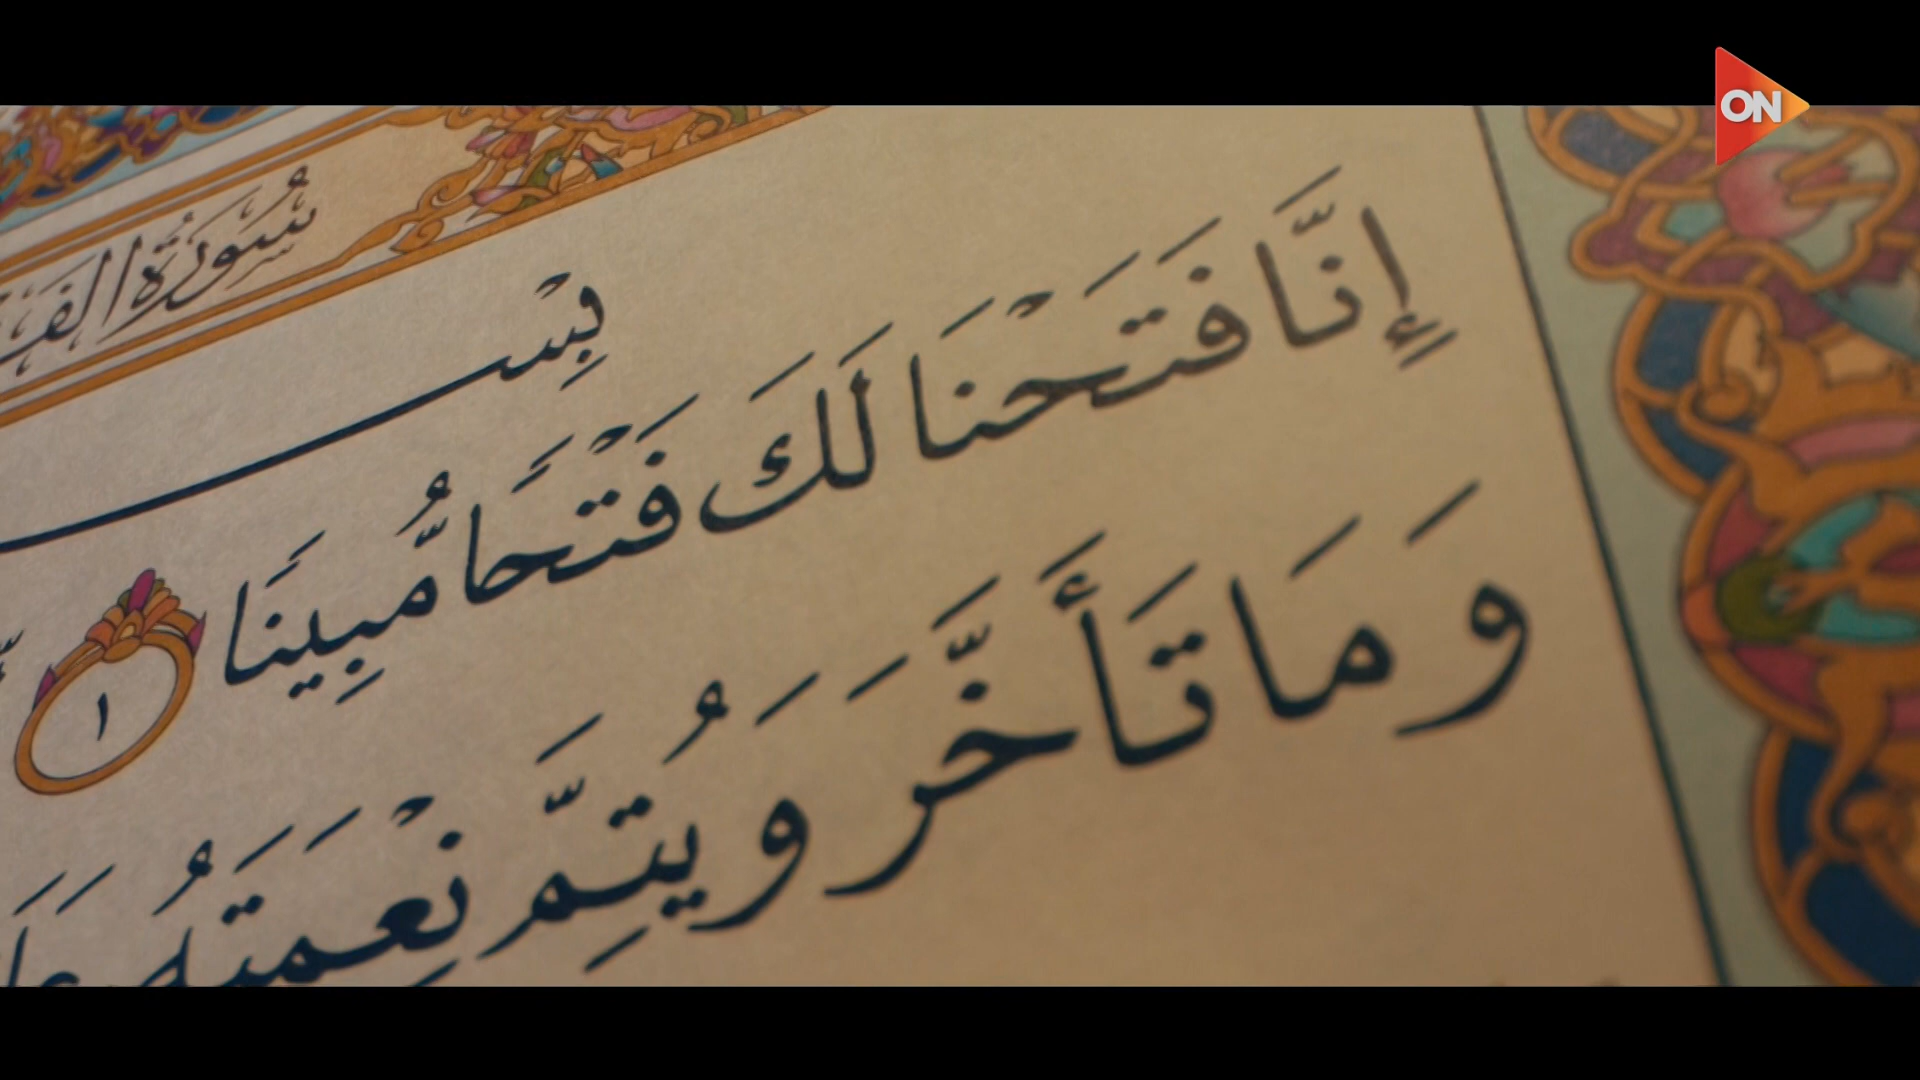 ON
سُورَةُ الفَ
بِسْ
إِنَّا فَتَحْنَا لَكَ فَتْحًا مُّبِينًا ١
وَمَا تَأَخَّرَ وَيُتِمَّ نِعْمَتَهُ